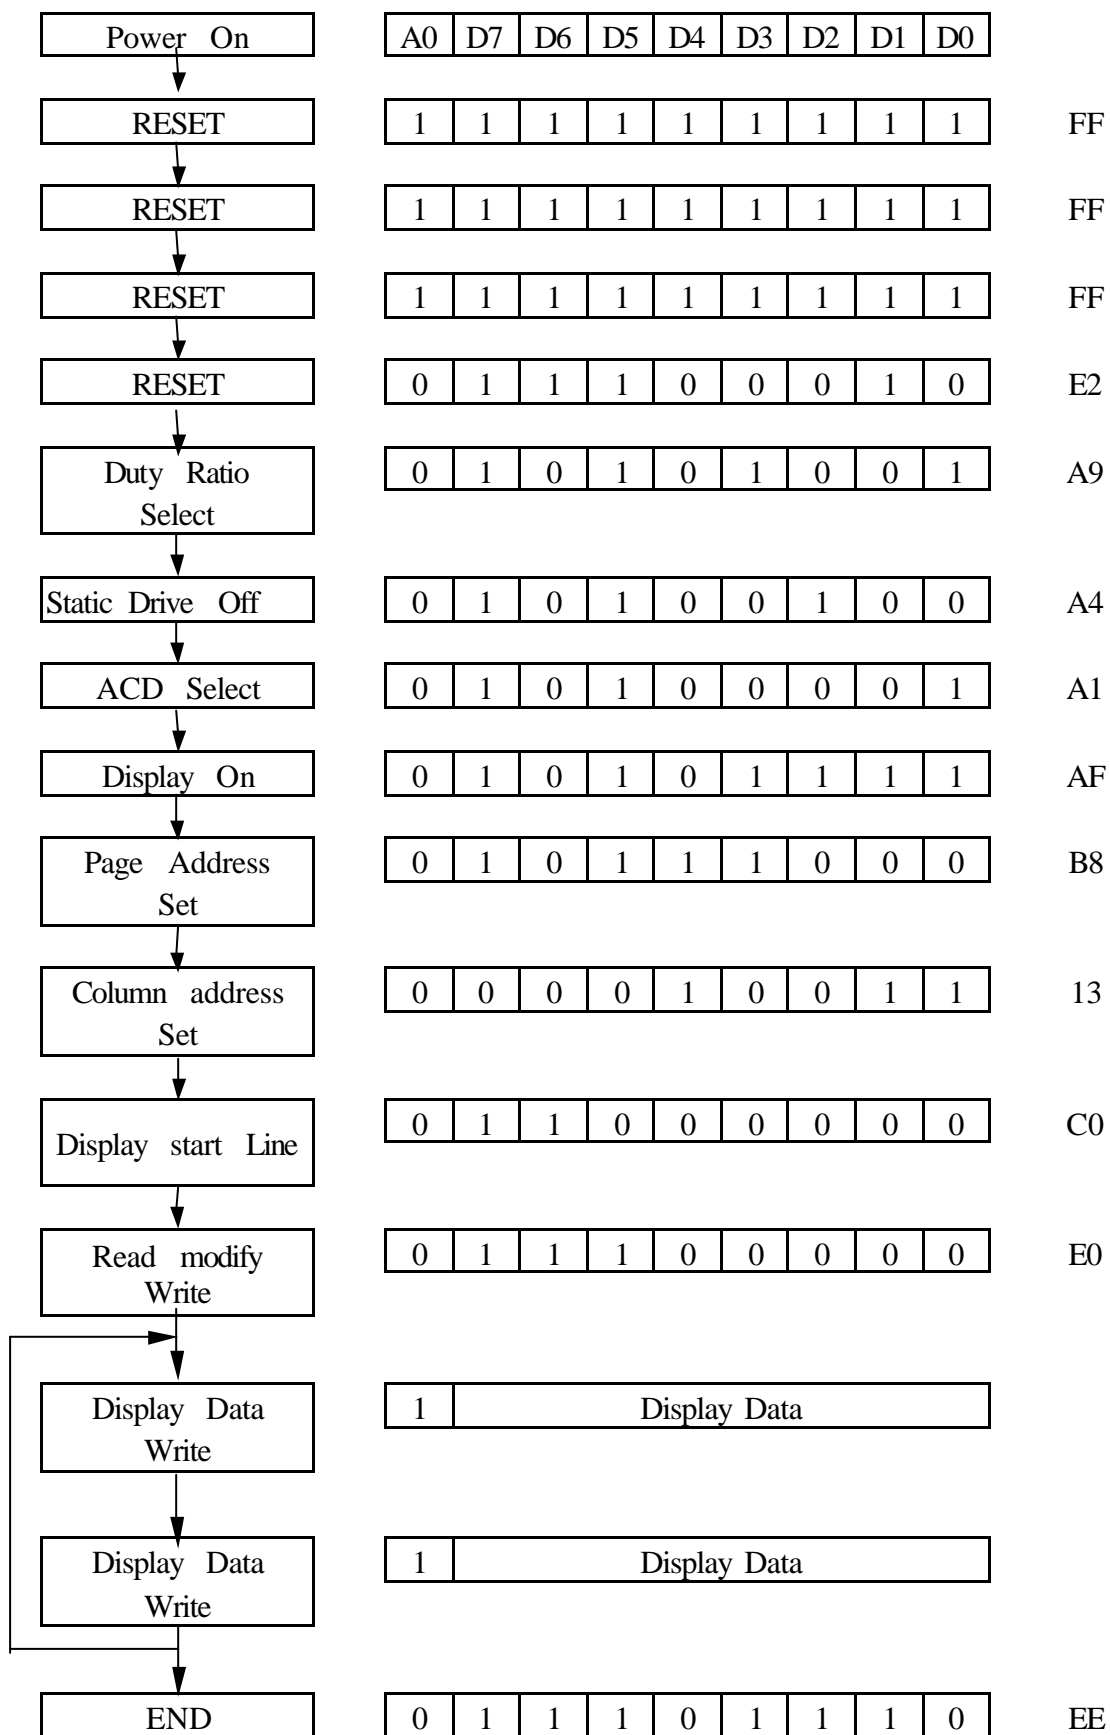 Power On A0 D7 D6 D5 D4 D3 D2 D1 D0
RESET 1 1 1 1 1 1 1 1 1 FF
RESET 1 1 1 1 1 1 1 1 1 FF
RESET 1 1 1 1 1 1 1 1 1 FF
RESET 0 1 1 1 0 0 0 1 0 E2
Duty Ratio 0 1 0 1 0 1 0 0 1 A9
Select
Static Drive Off 0 1 0 1 0 0 1 0 0 A4
ACD Select 0 1 0 1 0 0 0 0 1 A1
Display On 0 1 0 1 0 1 1 1 1 AF
Page Address 0 1 0 1 1 1 0 0 0 B8
Set
Column address 0 0 0 0 1 0 0 1 1 13
Set
0 1 1 0 0 0 0 0 0 C0
Display start Line
Read modify 0 1 1 1 0 0 0 0 0 E0
Write
Display Data 1 Display Data
Write
Display Data 1 Display Data
Write
END 0 1 1 1 0 1 1 1 0 EE